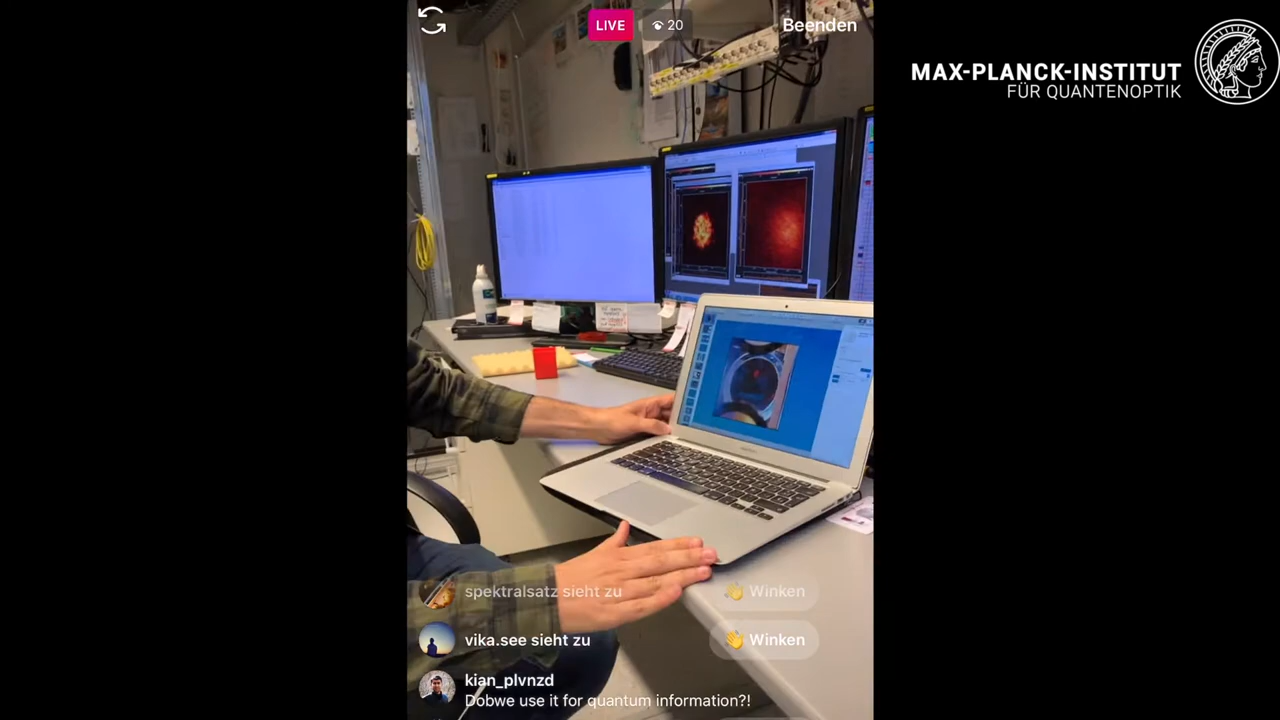 LIVE
20
Beenden
MAX-PLANCK-INSTITUT
FÜR QUANTENOPTIK
spektralsatz sieht zu
Winken
vika.see sieht zu
Winken
kian_plvnzd
Dobwe use it for quantum information?!